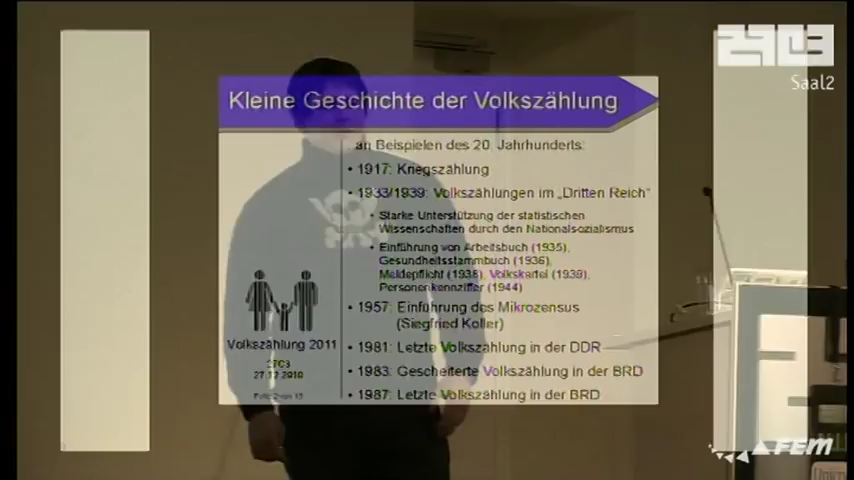 Saal2
Kleine Geschichte der Volkszählung
an Beispielen des 20. Jahrhunderts:
• 1917: Kriegszählung
• 1933/1939: Volkszählungen im „Dritten Reich“
• Starke Unterstützung der statistischen
Wissenschaften durch den Nationalsozialismus
• Einführung von Arbeitsbuch (1935),
Gesundheitsstammbuch (1936),
Meldepflicht (1938), Volkskartei (1939),
Personenkennziffer (1944)
• 1957: Einführung des Mikrozensus
(Siegfried Koller)
• 1981: Letzte Volkszählung in der DDR
• 1983: Gescheiterte Volkszählung in der BRD
• 1987: Letzte Volkszählung in der BRD
Volkszählung 2011
27C3
27.12.2010
FEM